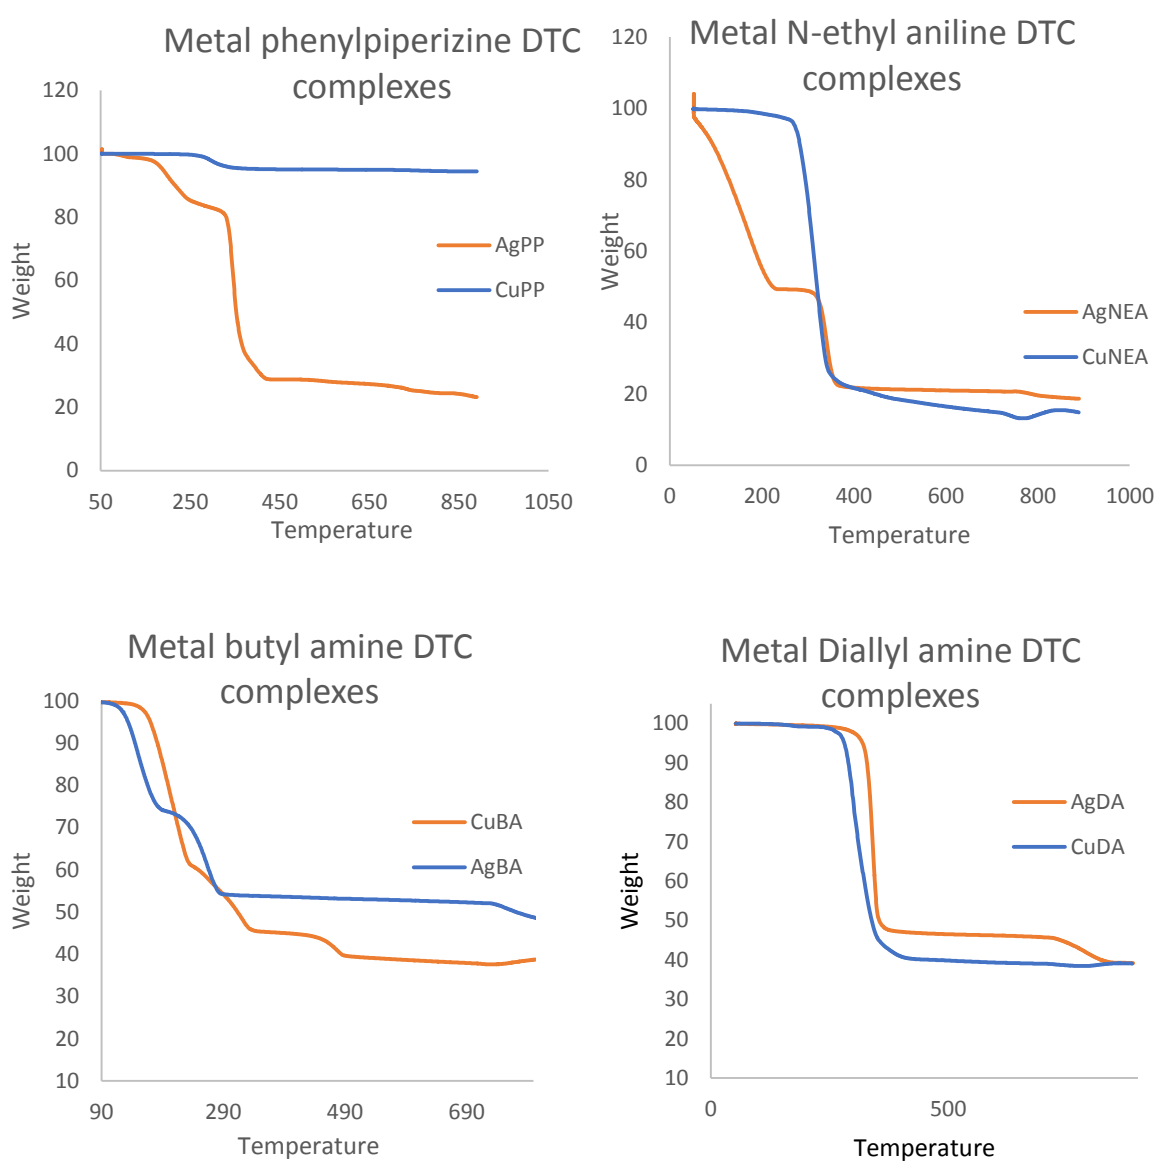 Metal phenylpiperizine DTC
complexes
120
100
80
60
40
20
0
Weight
AgPP
CuPP
50
250
450
650
850
1050
Temperature
Metal N-ethyl aniline DTC
complexes
120
100
80
60
40
20
0
Weight
AgNEA
CuNEA
0
200
400
600
800
1000
Temperature
Metal butyl amine DTC
complexes
100
90
80
70
60
50
40
30
20
10
Weight
CuBA
AgBA
90
290
490
690
Temperature
Metal Diallyl amine DTC
complexes
100
90
80
70
60
50
40
30
20
10
Weight
AgDA
CuDA
0
500
Temperature